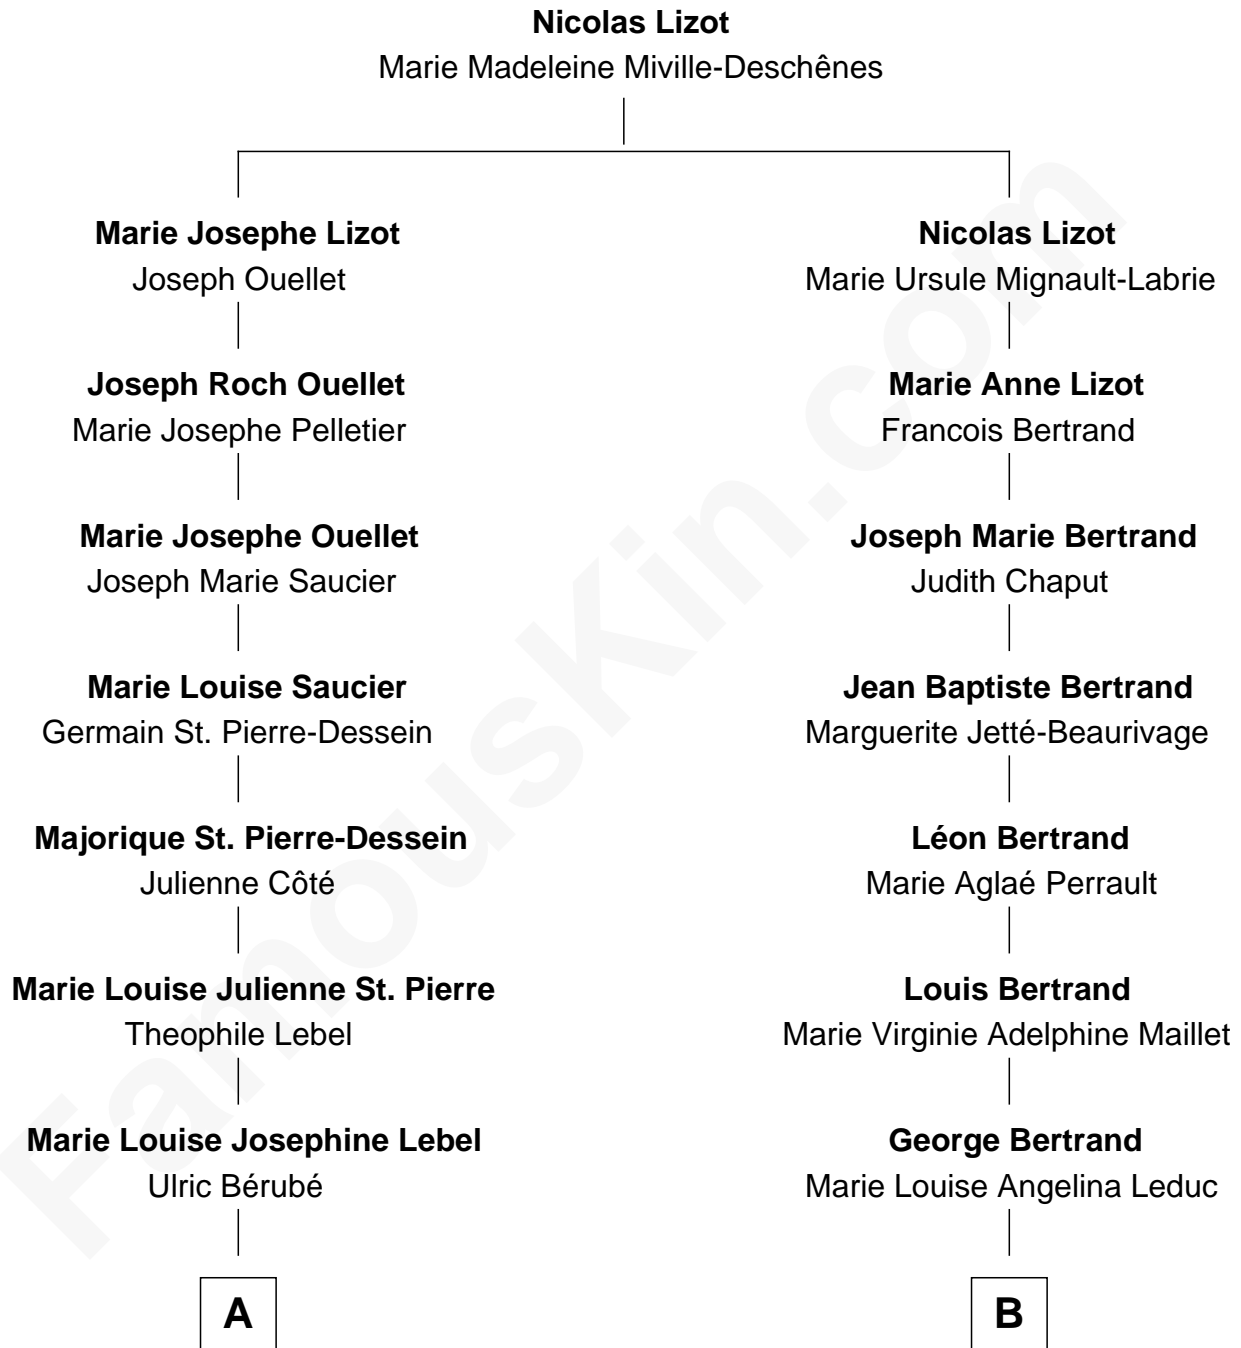 Nicolas Lizot
Marie Madeleine Miville-Deschênes
Marie Josephe Lizot
Joseph Ouellet
Joseph Roch Ouellet
Marie Josephe Pelletier
Marie Josephe Ouellet
Joseph Marie Saucier
Marie Louise Saucier
Germain St. Pierre-Dessein
Majorique St. Pierre-Dessein
Julienne Côté
Marie Louise Julienne St. Pierre
Theophile Lebel
Marie Louise Josephine Lebel
Ulric Bérubé
A
Nicolas Lizot
Marie Ursule Mignault-Labrie
Marie Anne Lizot
Francois Bertrand
Joseph Marie Bertrand
Judith Chaput
Jean Baptiste Bertrand
Marguerite Jetté-Beaurivage
Léon Bertrand
Marie Aglaé Perrault
Louis Bertrand
Marie Virginie Adelphine Maillet
George Bertrand
Marie Louise Angelina Leduc
B
FamousKin.com